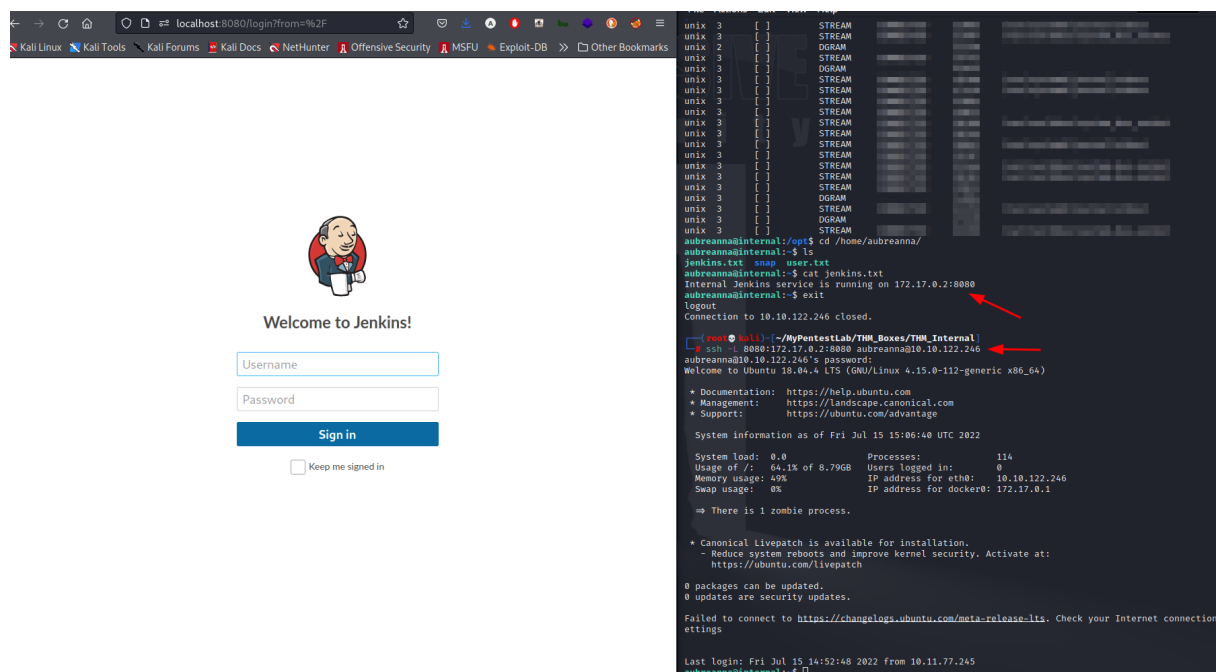 localhost:8080/login?from=%2F
Kali Linux Kali Tools Kali Forums Kali Docs NetHunter Offensive Security MSFU Exploit-DB Other Bookmarks
Welcome to Jenkins!
Username
Password
Sign in
Keep me signed in
unix 3 [ ] STREAM
unix 3 [ ] STREAM
unix 2 [ ] DGRAM
unix 3 [ ] STREAM
unix 3 [ ] DGRAM
unix 3 [ ] STREAM
unix 3 [ ] STREAM
unix 3 [ ] STREAM
unix 3 [ ] STREAM
unix 3 [ ] STREAM
unix 3 [ ] STREAM
unix 3 [ ] STREAM
unix 3 [ ] STREAM
unix 3 [ ] STREAM
unix 3 [ ] STREAM
unix 3 [ ] STREAM
unix 3 [ ] DGRAM
unix 3 [ ] STREAM
unix 3 [ ] DGRAM
unix 3 [ ] STREAM
aubreanna@internal:/opt$ cd /home/aubreanna/
aubreanna@internal:~$ ls
jenkins.txt snap user.txt
aubreanna@internal:~$ cat jenkins.txt
Internal Jenkins service is running on 172.17.0.2:8080
aubreanna@internal:~$ exit
logout
Connection to 10.10.122.246 closed.
(root💀kali)-[~/MyPentestLab/THM_Boxes/THM_Internal]
# ssh -L 8080:172.17.0.2:8080 aubreanna@10.10.122.246
aubreanna@10.10.122.246's password:
Welcome to Ubuntu 18.04.4 LTS (GNU/Linux 4.15.0-112-generic x86_64)
* Documentation: https://help.ubuntu.com
* Management: https://landscape.canonical.com
* Support: https://ubuntu.com/advantage
System information as of Fri Jul 15 15:06:40 UTC 2022
System load: 0.0 Processes: 114
Usage of /: 64.1% of 8.79GB Users logged in: 0
Memory usage: 49% IP address for eth0: 10.10.122.246
Swap usage: 0% IP address for docker0: 172.17.0.1
=> There is 1 zombie process.
* Canonical Livepatch is available for installation.
- Reduce system reboots and improve kernel security. Activate at:
https://ubuntu.com/livepatch
0 packages can be updated.
0 updates are security updates.
Failed to connect to https://changelogs.ubuntu.com/meta-release-lts. Check your Internet connection
ettings
Last login: Fri Jul 15 14:52:48 2022 from 10.11.77.245
aubreanna@internal:~$